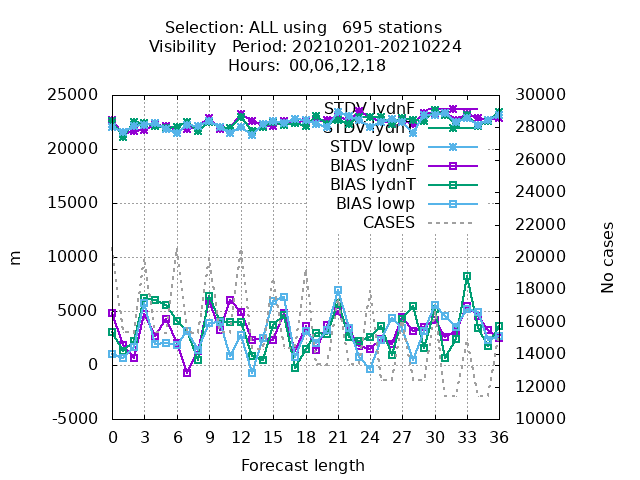 Selection: ALL using 695 stations
Visibility Period: 20210201-20210224
Hours: 00,06,12,18
25000
20000
15000
10000
5000
0
-5000
m
30000
28000
26000
24000
22000
20000
18000
16000
14000
12000
10000
No cases
STDV lydnF
STDV lydnT
STDV lowp
BIAS lydnF
BIAS lydnT
BIAS lowp
CASES
0 3 6 9 12 15 18 21 24 27 30 33 36
Forecast length